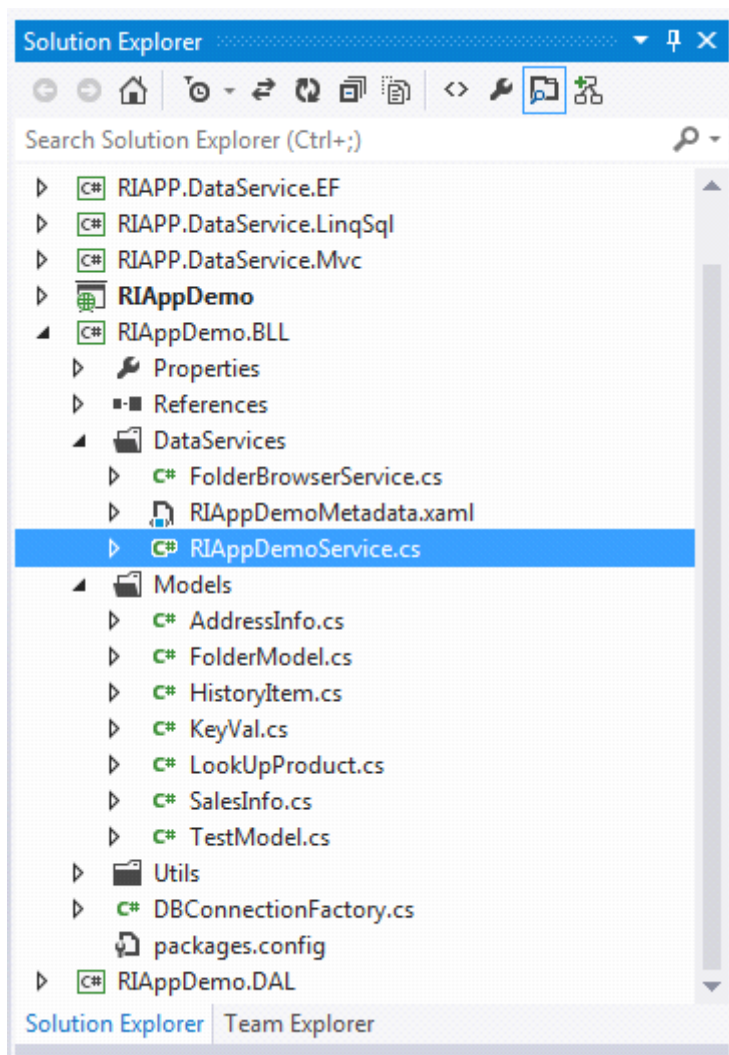 Solution Explorer
Search Solution Explorer (Ctrl+;)
C# RIAPP.DataService.EF
C# RIAPP.DataService.LinqSql
C# RIAPP.DataService.Mvc
RIAppDemo
C# RIAppDemo.BLL
Properties
References
DataServices
C# FolderBrowserService.cs
RIAppDemoMetadata.xaml
C# RIAppDemoService.cs
Models
C# AddressInfo.cs
C# FolderModel.cs
C# HistoryItem.cs
C# KeyVal.cs
C# LookUpProduct.cs
C# SalesInfo.cs
C# TestModel.cs
Utils
C# DBConnectionFactory.cs
packages.config
C# RIAppDemo.DAL
Solution Explorer Team Explorer